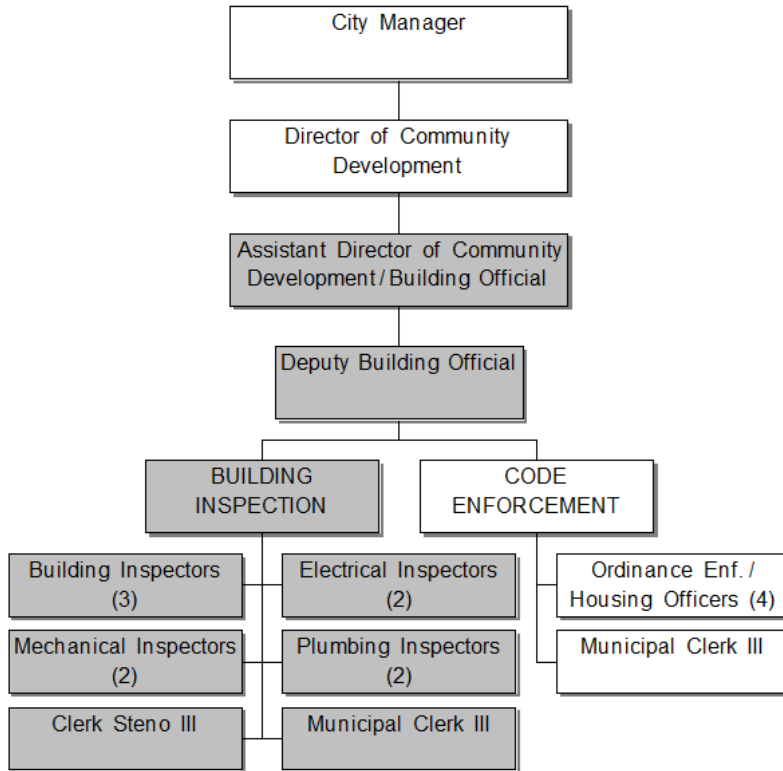 City Manager
Director of Community
Development
Assistant Director of Community
Development/Building Official
Deputy Building Official
BUILDING
INSPECTION
CODE
ENFORCEMENT
Building Inspectors
(3)
Electrical Inspectors
(2)
Ordinance Enf./
Housing Officers (4)
Mechanical Inspectors
(2)
Plumbing Inspectors
(2)
Municipal Clerk III
Clerk Steno III
Municipal Clerk III